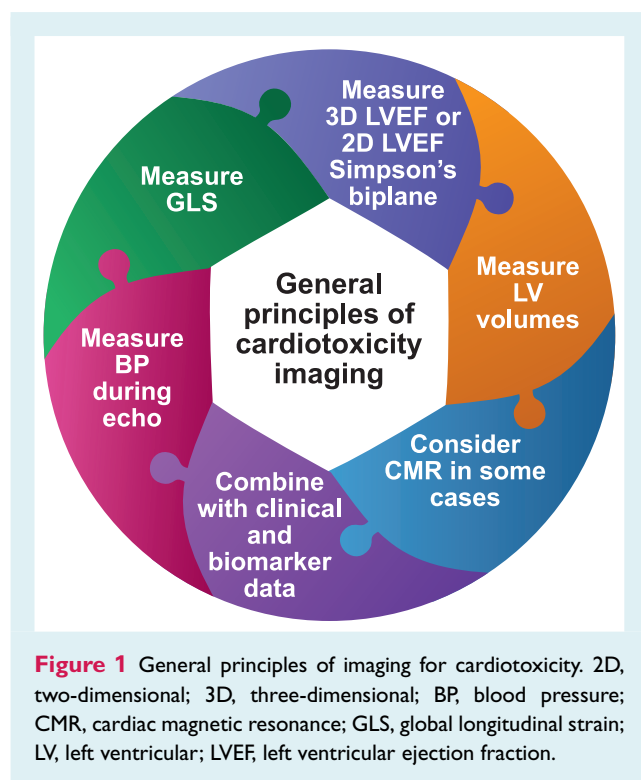 General
principles of
cardiotoxicity
imaging
Measure
3D LVEF or
2D LVEF
Simpson's
biplane
Measure
LV
volumes
Consider
CMR in some
cases
Combine
with clinical
and
biomarker
data
Measure
BP
during
echo
Measure
GLS
Figure 1 General principles of imaging for cardiotoxicity. 2D,
two-dimensional; 3D, three-dimensional; BP, blood pressure;
CMR, cardiac magnetic resonance; GLS, global longitudinal strain;
LV, left ventricular; LVEF, left ventricular ejection fraction.